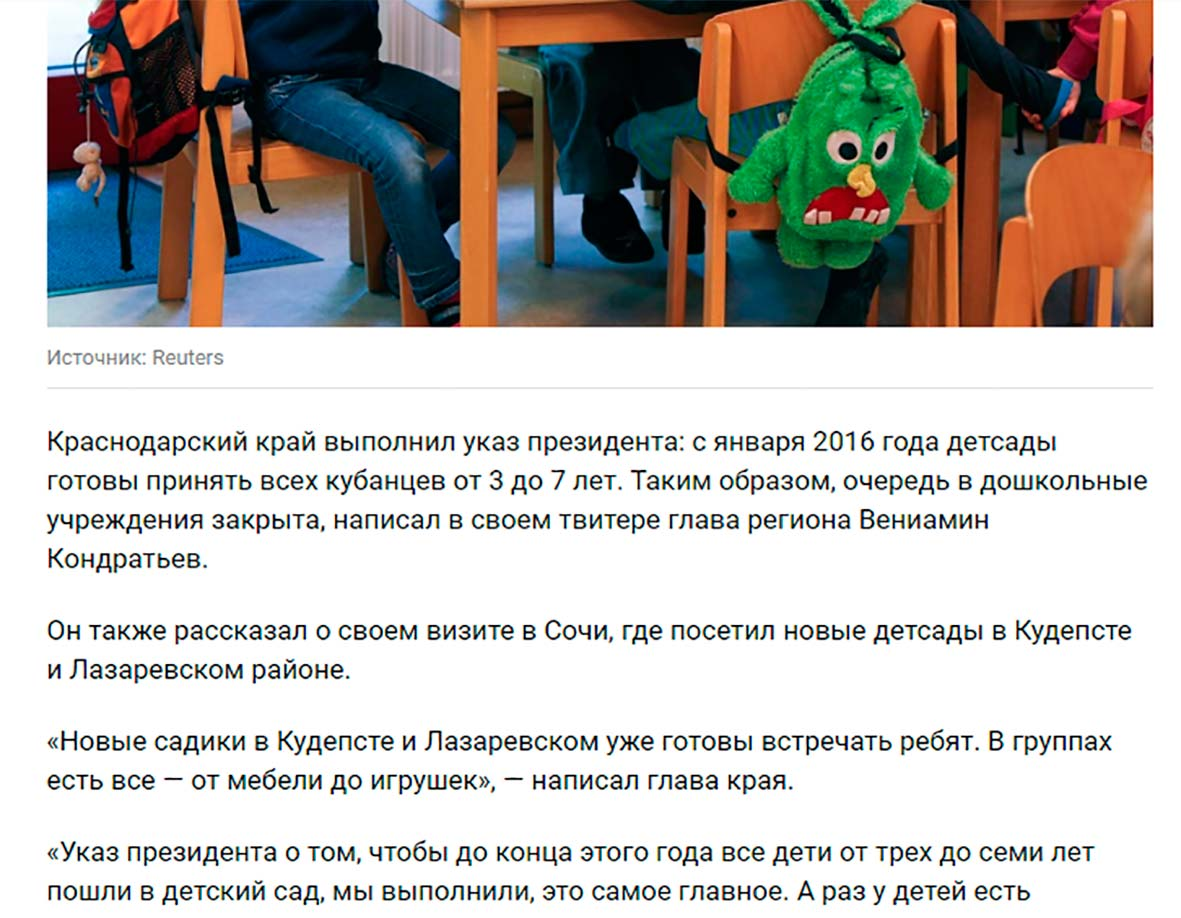 Источник: Reuters
Краснодарский край выполнил указ президента: с января 2016 года детсады
готовы принять всех кубанцев от 3 до 7 лет. Таким образом, очередь в дошкольные
учреждения закрыта, написал в своем твитере глава региона Вениамин
Кондратьев.
Он также рассказал о своем визите в Сочи, где посетил новые детсады в Кудепсте
и Лазаревском районе.
«Новые садики в Кудепсте и Лазаревском уже готовы встречать ребят. В группах
есть все — от мебели до игрушек», — написал глава края.
«Указ президента о том, чтобы до конца этого года все дети от трех до семи лет
пошли в детский сад, мы выполнили, это самое главное. А раз у детей есть